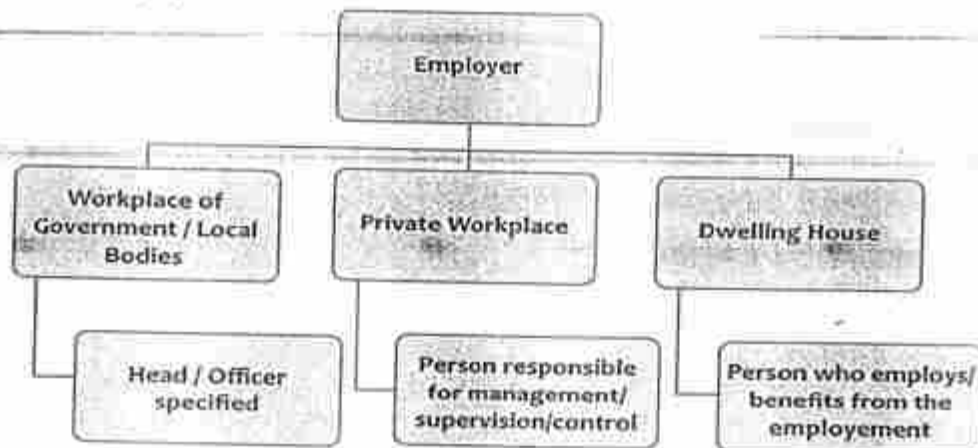 Employer
Workplace of
Government / Local
Bodies
Private Workplace
Dwelling House
Head / Officer
specified
Person responsible
for management/
supervision/control
Person who employs/
benefits from the
employement